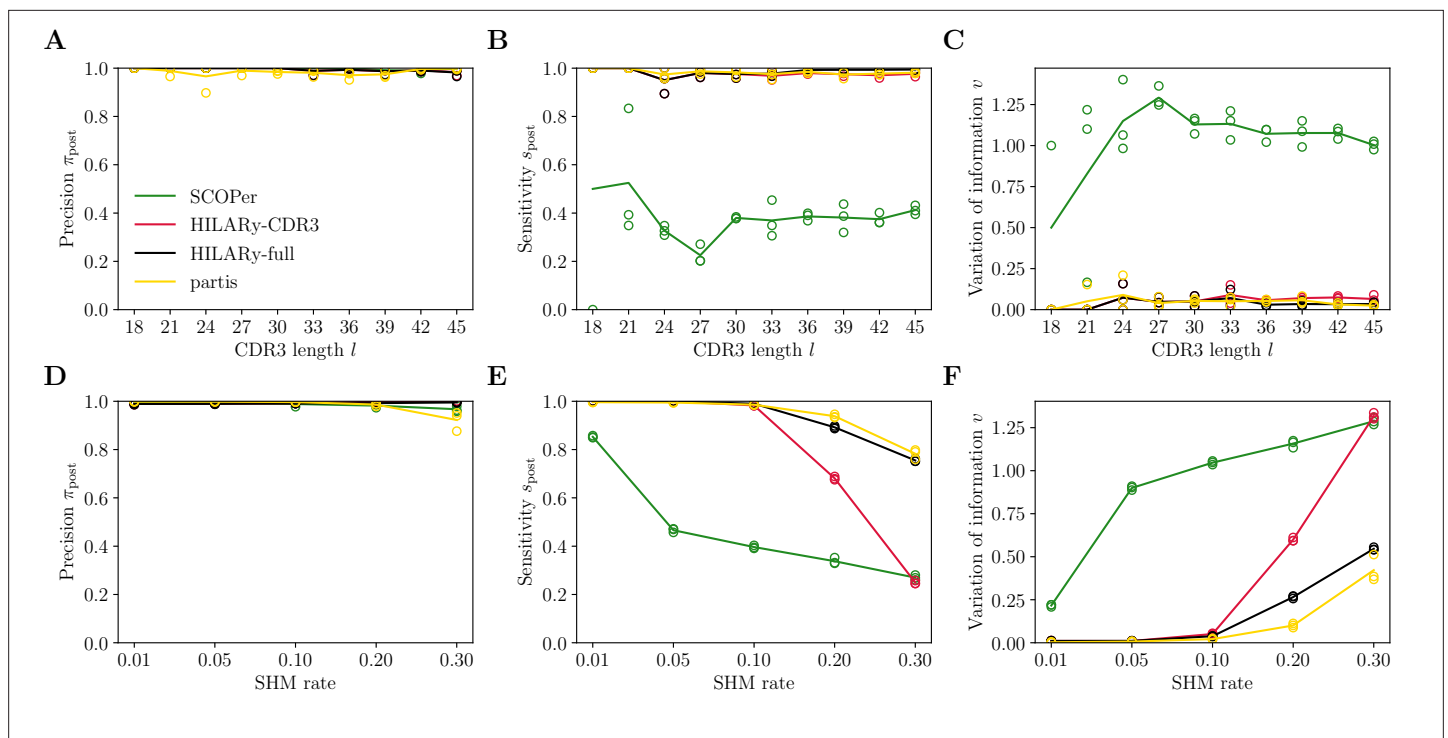 A
Precision π_post
1.0
0.8
0.6
0.4
0.2
0.0
SCOPer
HILARy-CDR3
HILARy-full
partis
18 21 24 27 30 33 36 39 42 45
CDR3 length l
B
Sensitivity s_post
1.0
0.8
0.6
0.4
0.2
0.0
18 21 24 27 30 33 36 39 42 45
CDR3 length l
C
Variation of information v
1.25
1.00
0.75
0.50
0.25
0.00
18 21 24 27 30 33 36 39 42 45
CDR3 length l
D
Precision π_post
1.0
0.8
0.6
0.4
0.2
0.0
0.01 0.05 0.10 0.20 0.30
SHM rate
E
Sensitivity s_post
1.0
0.8
0.6
0.4
0.2
0.0
0.01 0.05 0.10 0.20 0.30
SHM rate
F
Variation of information v
1.25
1.00
0.75
0.50
0.25
0.00
0.01 0.05 0.10 0.20 0.30
SHM rate